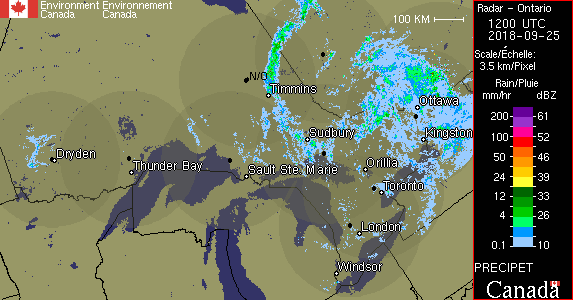 Environment Environnement
Canada Canada
100 KM
N/O
Timmins
Ottawa
Kingston
Sudbury
Dryden
Thunder Bay
Sault Ste. Marie
Orillia
Toronto
London
Windsor
Radar - Ontario
1200 UTC
2018-09-25
Scale/Échelle:
3.5 km/Pixel
Rain/Pluie
mm/hr dBZ
200 61
100 52
50 46
24 39
12 33
4 26
0.1 10
PRECIPET
Canada